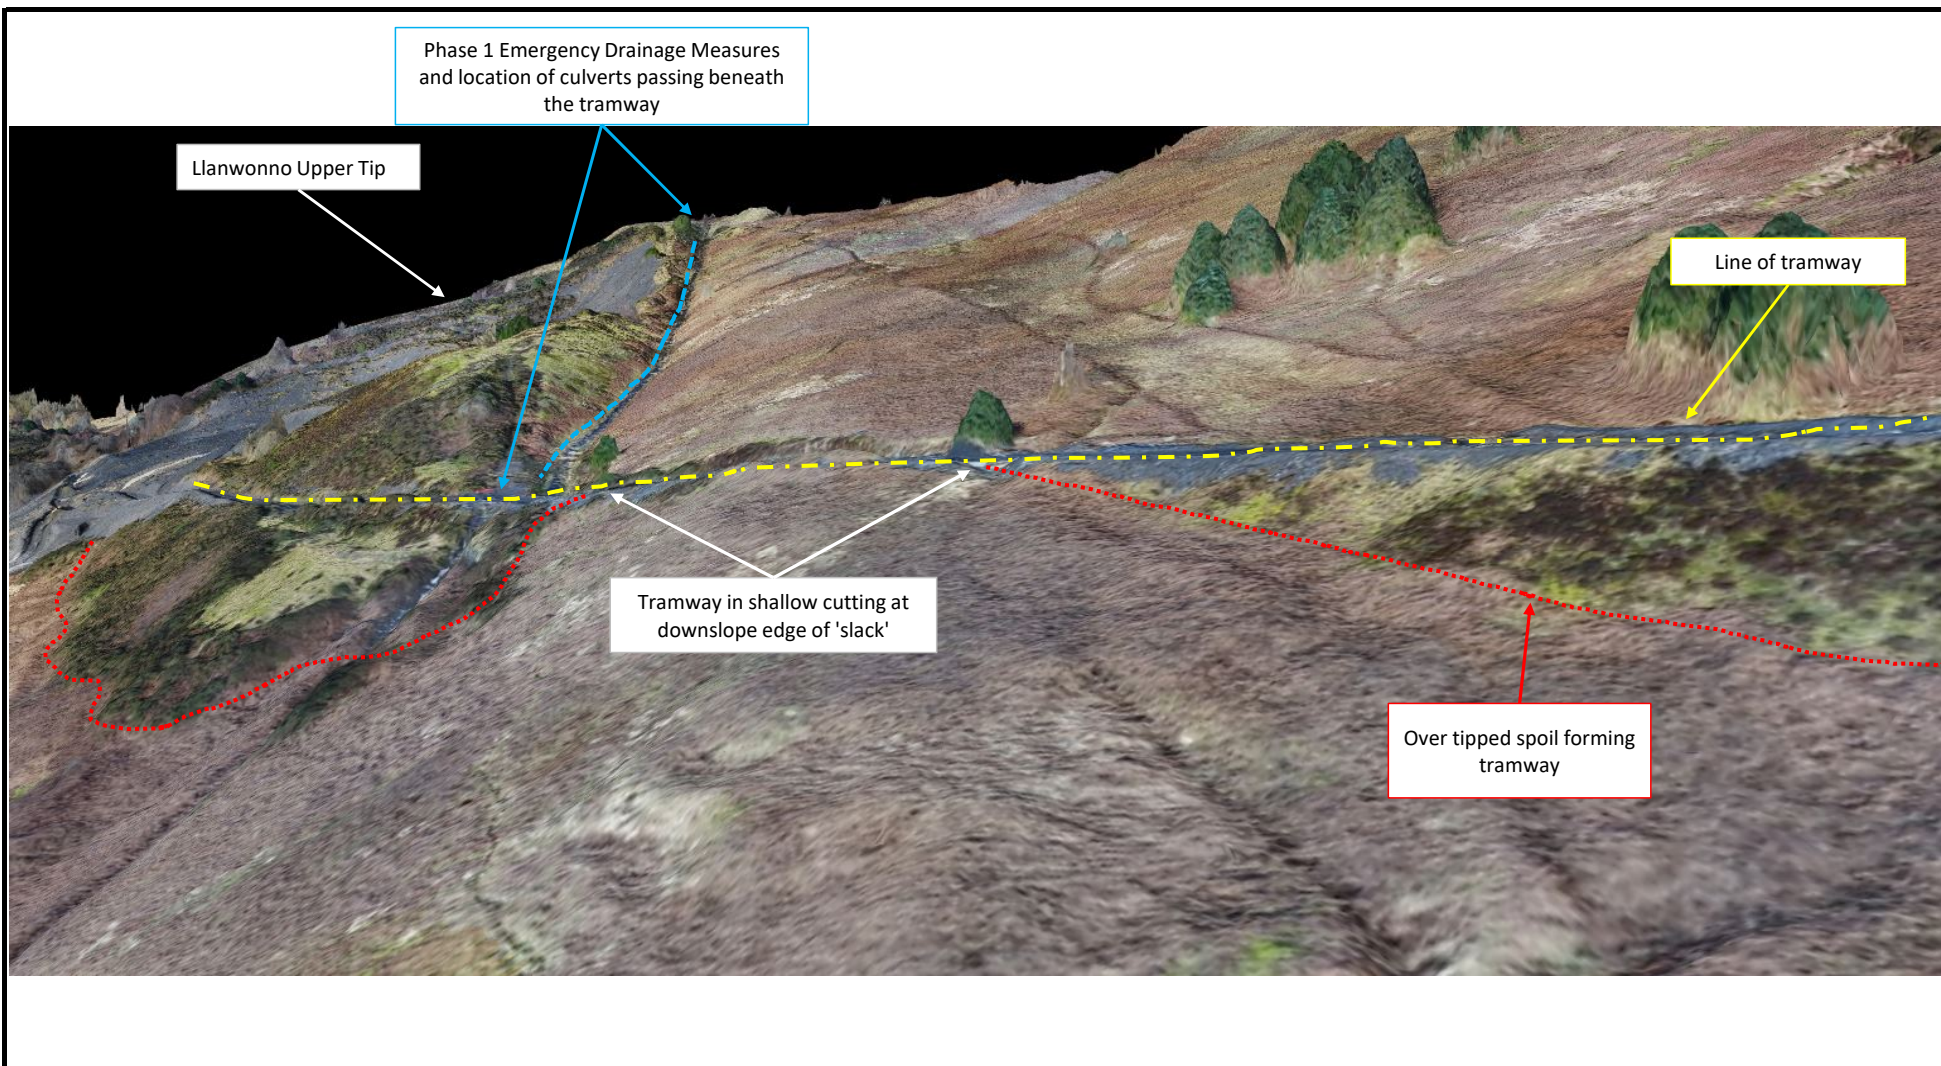 Phase 1 Emergency Drainage Measures
and location of culverts passing beneath
the tramway
Llanwonno Upper Tip
Line of tramway
Tramway in shallow cutting at
downslope edge of 'slack'
Over tipped spoil forming
tramway